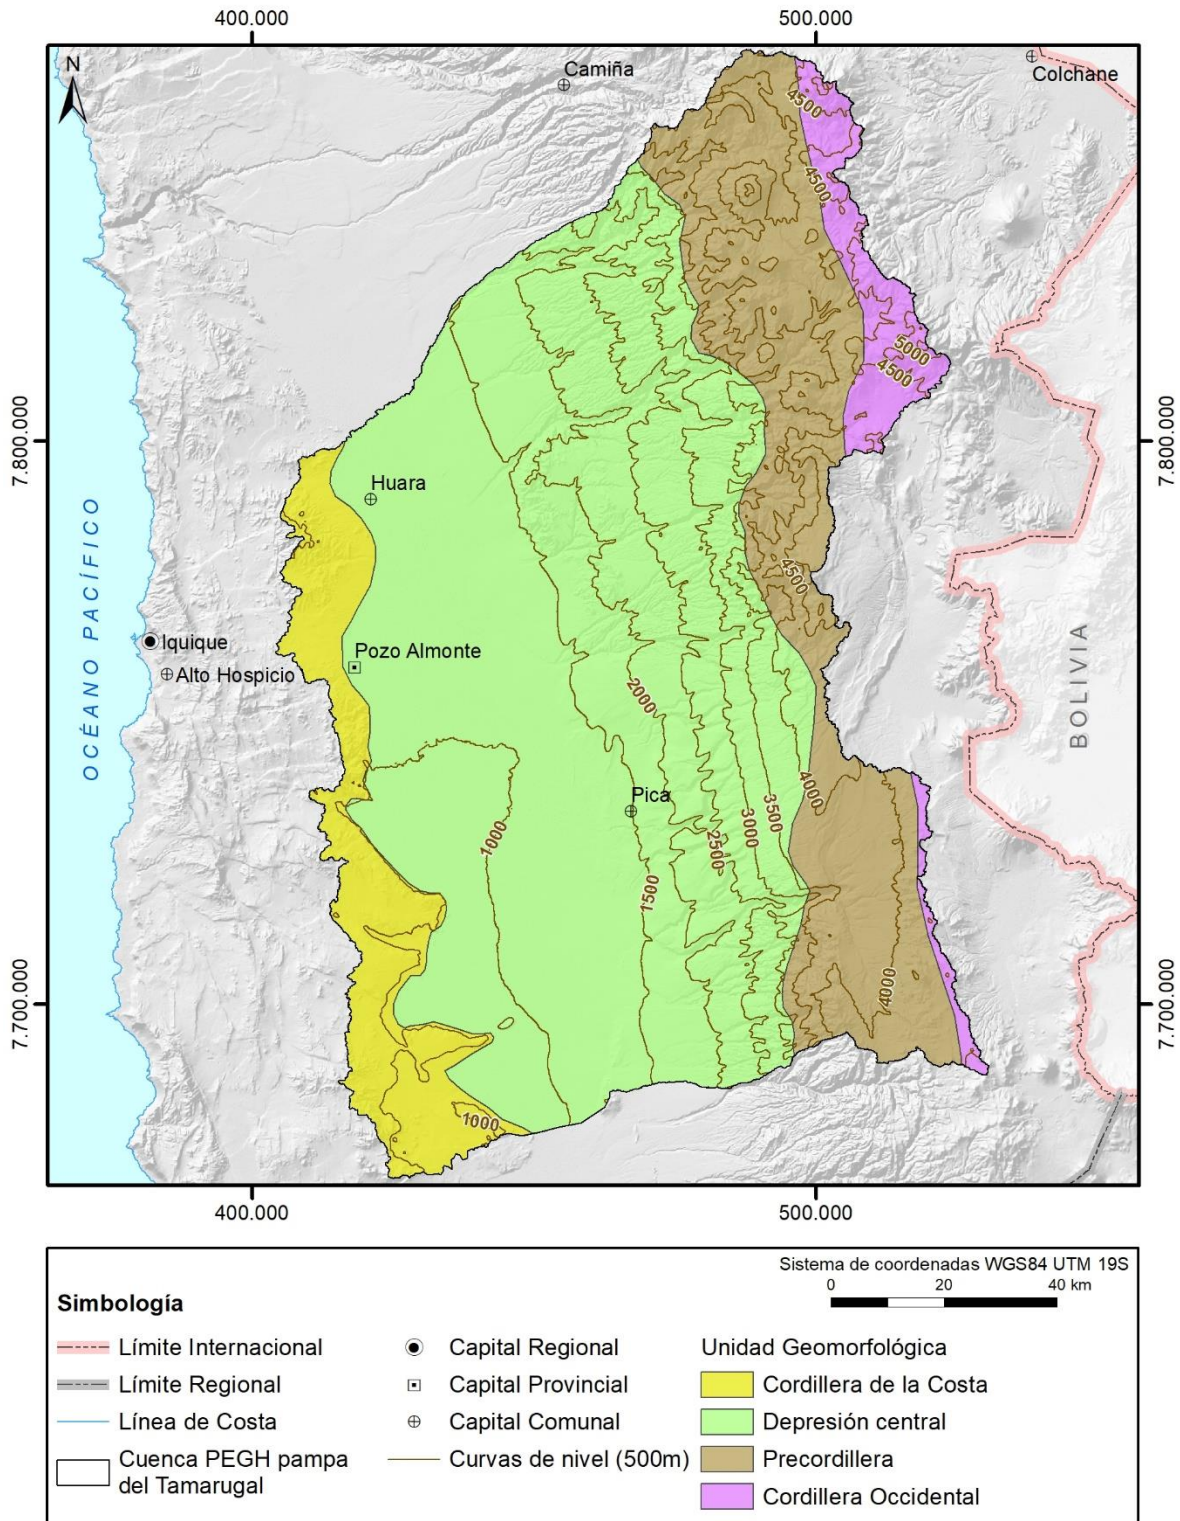 400.000
500.000
N
Camiña
Colchane
4500
4500
5000
4500
7.800.000
7.800.000
Huara
4500
OCÉANO PACÍFICO
Iquique
Pozo Almonte
Alto Hospicio
BOLIVIA
2000
Pica
4000
3500
3000
2500
1000
1500
4000
7.700.000
7.700.000
1000
400.000
500.000
Sistema de coordenadas WGS84 UTM 19S
0 20 40 km
Simbología
Límite Internacional
Límite Regional
Línea de Costa
Cuenca PEGH pampa
del Tamarugal
Capital Regional
Capital Provincial
Capital Comunal
Curvas de nivel (500m)
Unidad Geomorfológica
Cordillera de la Costa
Depresión central
Precordillera
Cordillera Occidental